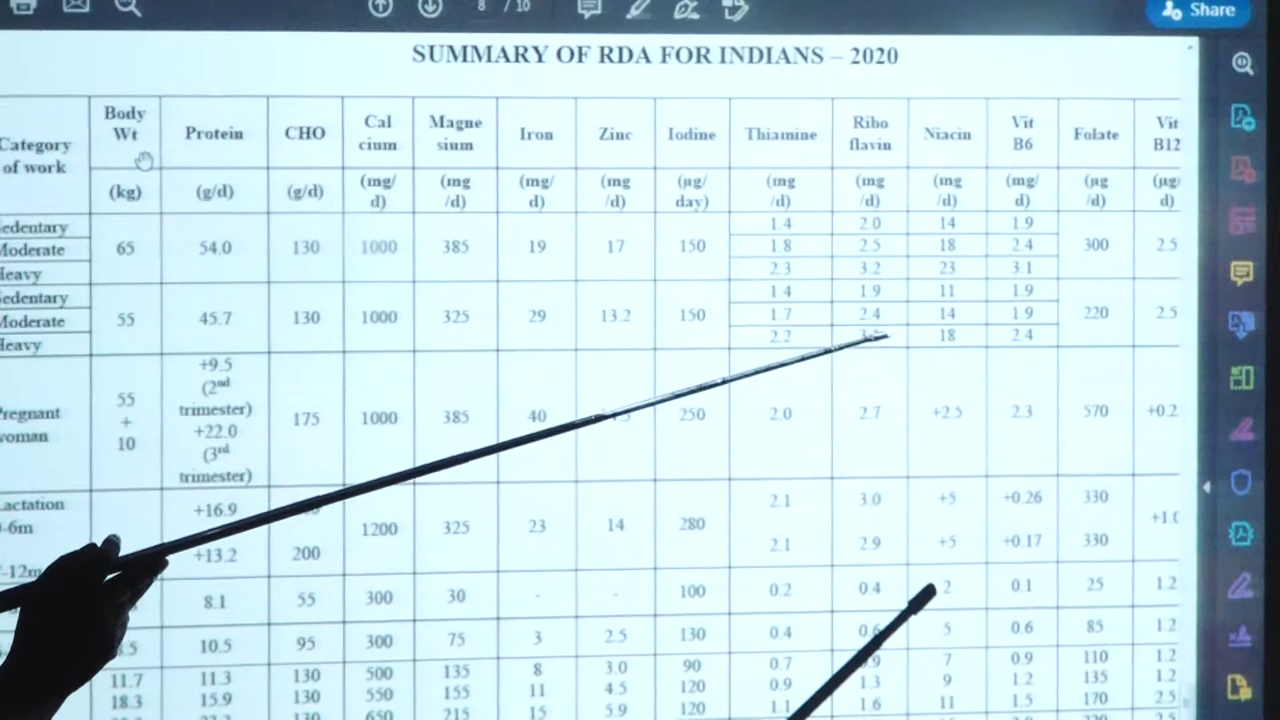 8 / 10
Share
SUMMARY OF RDA FOR INDIANS – 2020
Category of work Body Wt Protein CHO Cal cium Magne sium Iron Zinc Iodine Thiamine Ribo flavin Niacin Vit B6 Folate Vit B12
(kg) (g/d) (g/d) (mg/ d) (mg /d) (mg/ d) (mg /d) (µg/ day) (mg /d) (mg /d) (mg /d) (mg/ d) (µg /d) (µg/ d)
edentary 1.4 2.0 14 1.9
Moderate 65 54.0 130 1000 385 19 17 150 1.8 2.5 18 2.4 300 2.5
Heavy 2.3 3.2 23 3.1
edentary 1.4 1.9 11 1.9
Moderate 55 45.7 130 1000 325 29 13.2 150 1.7 2.4 14 1.9 220 2.5
Heavy 2.2 18 2.4
Pregnant woman 55 + 10 +9.5 (2nd trimester) +22.0 (3rd trimester) 175 1000 385 40 250 2.0 2.7 +2.5 2.3 570 +0.2
Lactation
-6m +16.9 1200 325 23 14 280 2.1 3.0 +5 +0.26 330 +1.0
-12m +13.2 200 2.1 2.9 +5 +0.17 330
8.1 55 300 30 - - 100 0.2 0.4 2 0.1 25 1.2
10.5 95 300 75 3 2.5 130 0.4 5 0.6 85 1.2
11.7 11.3 130 500 135 8 3.0 90 0.7 7 0.9 110 1.2
18.3 15.9 130 550 155 11 4.5 120 0.9 1.3 9 1.2 135 1.2
130 650 215 15 5.9 120 1.1 1.6 11 1.5 170 2.5